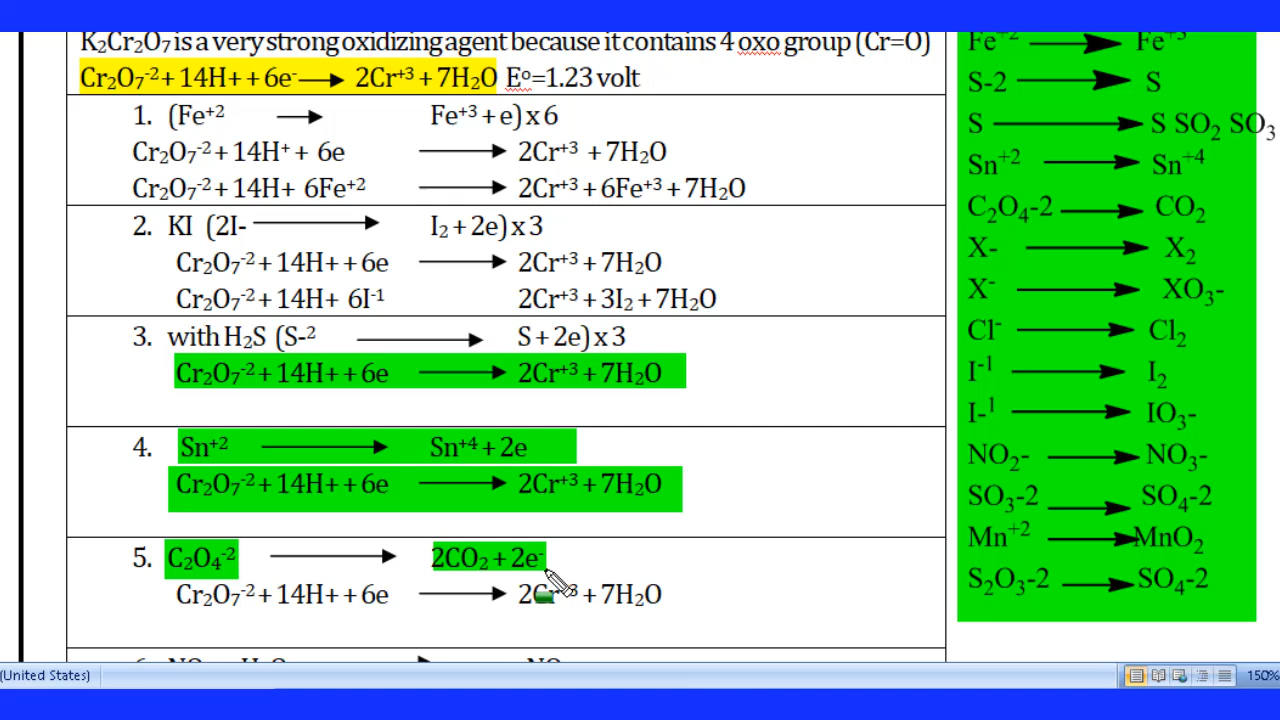 K₂Cr₂O₇ is a very strong oxidizing agent because it contains 4 oxo group (Cr=O)
Cr₂O₇⁻² + 14H+ + 6e⁻ → 2Cr⁺³ + 7H₂O Eᵒ=1.23 volt
1. (Fe⁺² → Fe⁺³ + e) x 6
Cr₂O₇⁻² + 14H⁺ + 6e → 2Cr⁺³ + 7H₂O
Cr₂O₇⁻² + 14H+ 6Fe⁺² → 2Cr⁺³ + 6Fe⁺³ + 7H₂O
2. KI (2I- → I₂ + 2e) x 3
Cr₂O₇⁻² + 14H+ + 6e → 2Cr⁺³ + 7H₂O
Cr₂O₇⁻² + 14H+ 6I⁻¹ 2Cr⁺³ + 3I₂ + 7H₂O
3. with H₂S (S-² → S + 2e) x 3
Cr₂O₇⁻² + 14H+ + 6e → 2Cr⁺³ + 7H₂O
4. Sn⁺² → Sn⁺⁴ + 2e
Cr₂O₇⁻² + 14H+ + 6e → 2Cr⁺³ + 7H₂O
5. C₂O₄⁻² → 2CO₂ + 2e⁻
Cr₂O₇⁻² + 14H+ + 6e → 2Cr⁺³ + 7H₂O
Fe⁺² → Fe⁺³
S-2 → S
S → S SO₂ SO₃
Sn⁺² → Sn⁺⁴
C₂O₄-2 → CO₂
X- → X₂
X⁻ → XO₃-
Cl⁻ → Cl₂
I⁻¹ → I₂
I-¹ → IO₃-
NO₂- → NO₃-
SO₃-2 → SO₄-2
Mn⁺² → MnO₂
S₂O₃-2 → SO₄-2
(United States)
150%